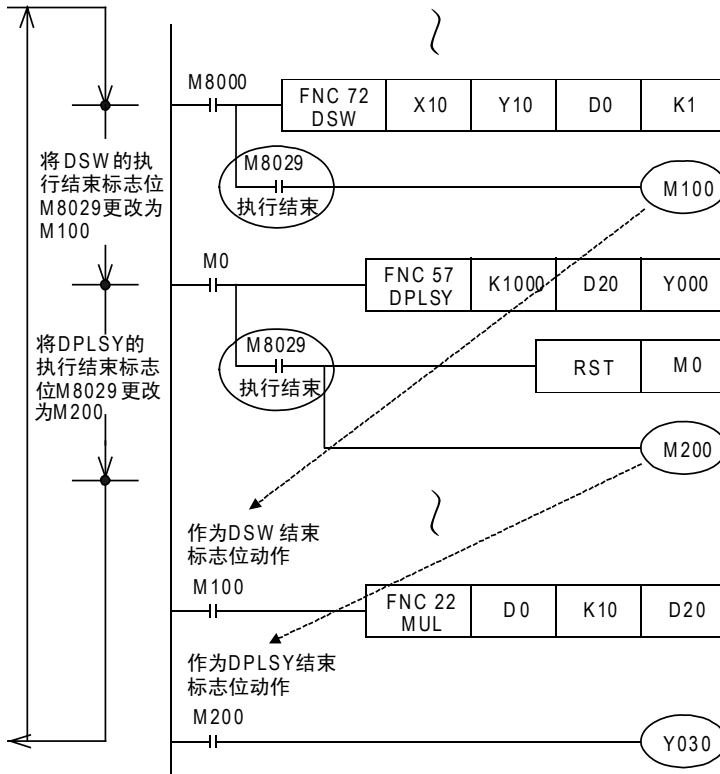 M8000
FNC 72 X10 Y10 D0 K1
DSW
将DSW的执
行结束标志位
M8029更改为
M100
M8029
执行结束
M100
M0
FNC 57 K1000 D20 Y000
DPLSY
将DPLSY的
执行结束标志
位M8029更改
为M200
M8029
执行结束
RST M0
M200
作为DSW 结束
标志位动作
M100
FNC 22 D0 K10 D20
MUL
作为DPLSY结束
标志位动作
M200
Y030